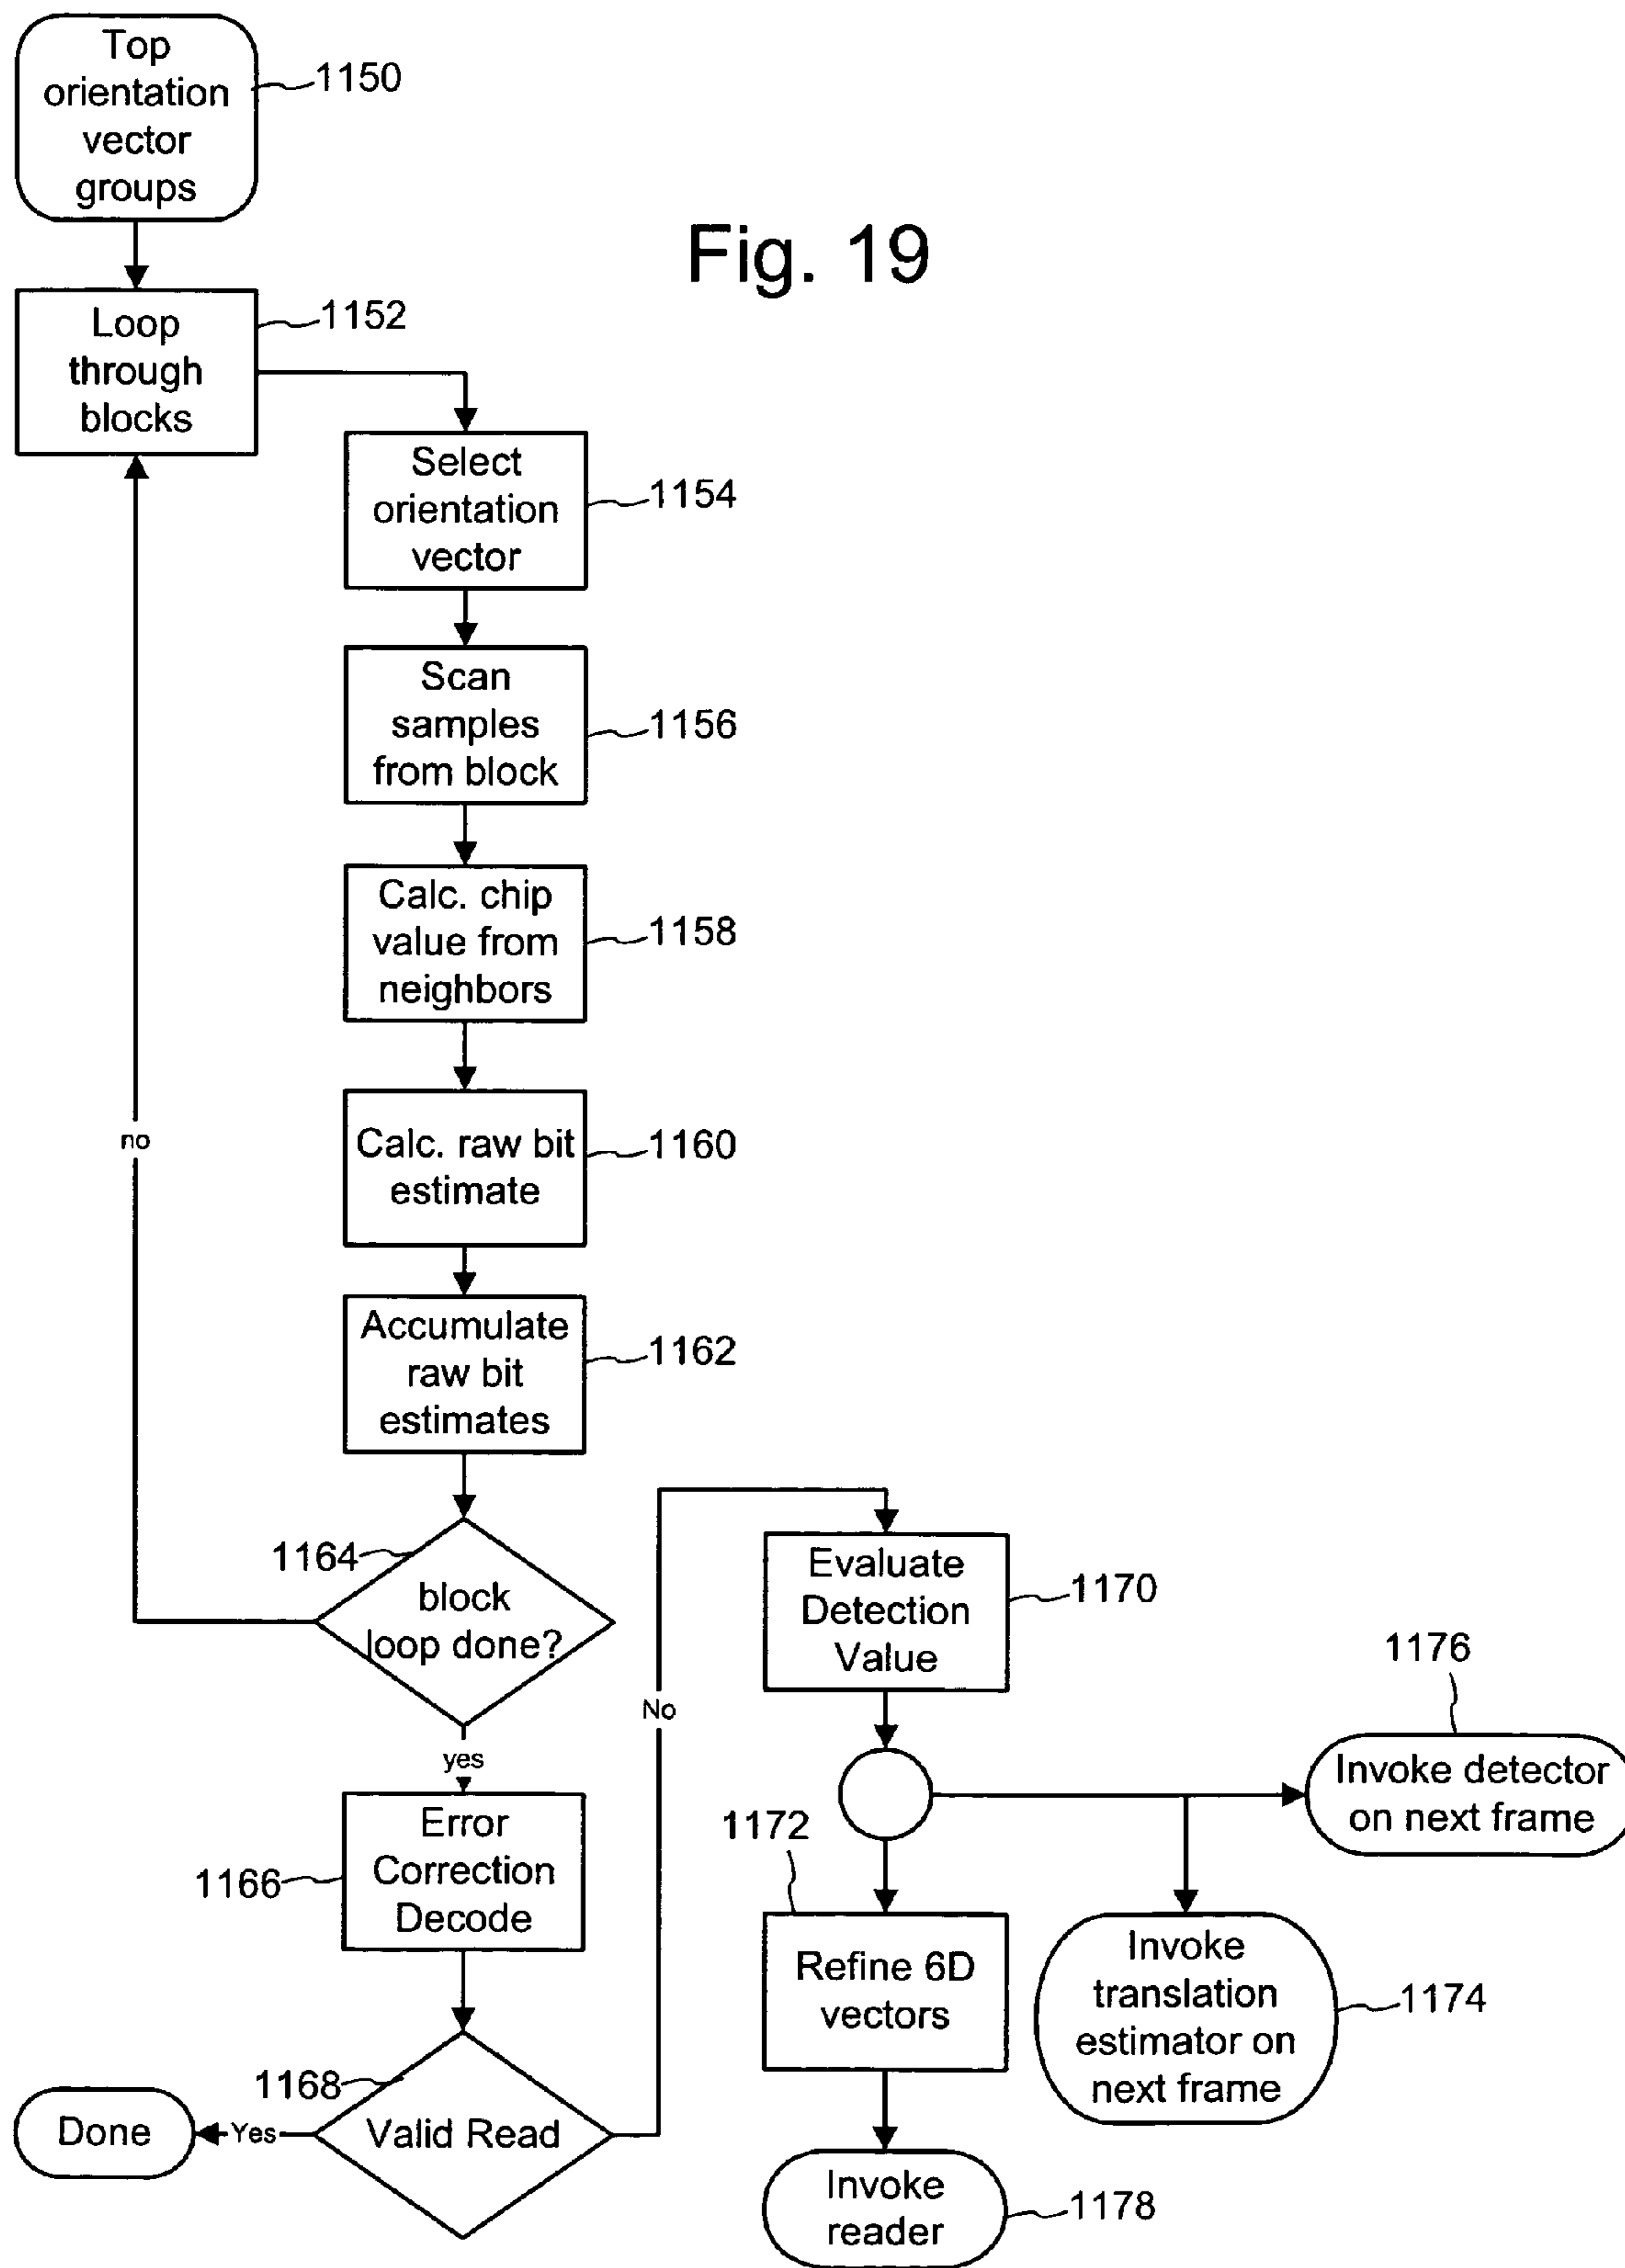 Top
orientation
vector
groups
1150
Fig. 19
Loop
through
blocks
1152
Select
orientation
vector
1154
Scan
samples
from block
1156
Calc. chip
value from
neighbors
1158
no
Calc. raw bit
estimate
1160
Accumulate
raw bit
estimates
1162
1164
block
loop done?
yes
Error
Correction
Decode
1166
1168
Valid Read
Yes
Done
No
Evaluate
Detection
Value
1170
1176
Invoke detector
on next frame
1172
Refine 6D
vectors
Invoke
translation
estimator on
next frame
1174
Invoke
reader
1178